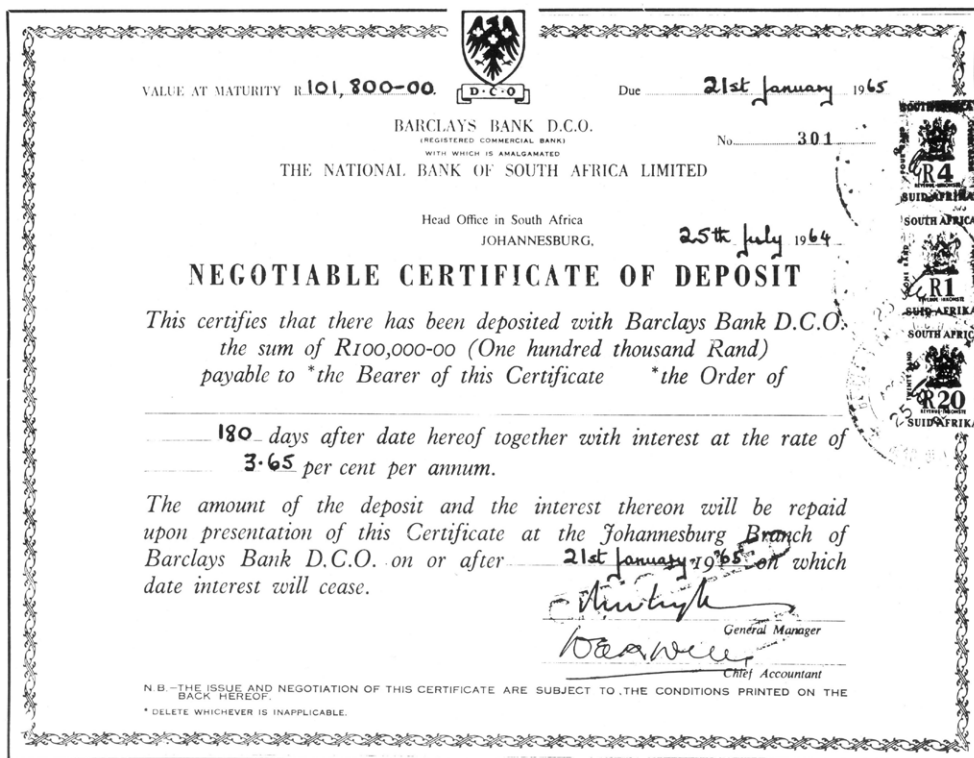 D·C·O
VALUE AT MATURITY R 101,800-00.
Due 21st January 1965
BARCLAYS BANK D.C.O.
(REGISTERED COMMERCIAL BANK)
WITH WHICH IS AMALGAMATED
THE NATIONAL BANK OF SOUTH AFRICA LIMITED
No. 301
Head Office in South Africa
JOHANNESBURG,
25th July 1964
NEGOTIABLE CERTIFICATE OF DEPOSIT
This certifies that there has been deposited with Barclays Bank D.C.O.
the sum of R100,000-00 (One hundred thousand Rand)
payable to *the Bearer of this Certificate *the Order of
180 days after date hereof together with interest at the rate of
3·65 per cent per annum.
The amount of the deposit and the interest thereon will be repaid
upon presentation of this Certificate at the Johannesburg Branch of
Barclays Bank D.C.O. on or after 21st January 1965 on which
date interest will cease.
General Manager
Chief Accountant
N.B.—THE ISSUE AND NEGOTIATION OF THIS CERTIFICATE ARE SUBJECT TO THE CONDITIONS PRINTED ON THE
BACK HEREOF.
* DELETE WHICHEVER IS INAPPLICABLE.
SOUTH AFRICA
R4
SUID-AFRIKA
SOUTH AFRICA
R1
SUID-AFRIKA
SOUTH AFRICA
R20
SUID-AFRIKA